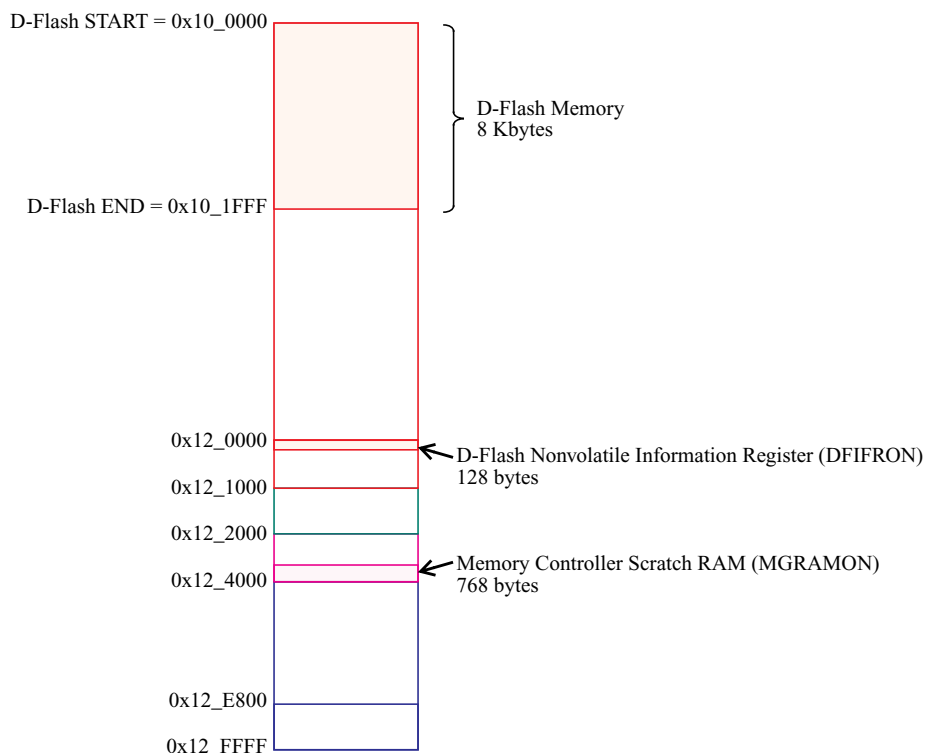 D-Flash START = 0x10_0000
D-Flash Memory
8 Kbytes
D-Flash END = 0x10_1FFF
0x12_0000
D-Flash Nonvolatile Information Register (DFIFRON)
128 bytes
0x12_1000
0x12_2000
Memory Controller Scratch RAM (MGRAMON)
768 bytes
0x12_4000
0x12_E800
0x12_FFFF